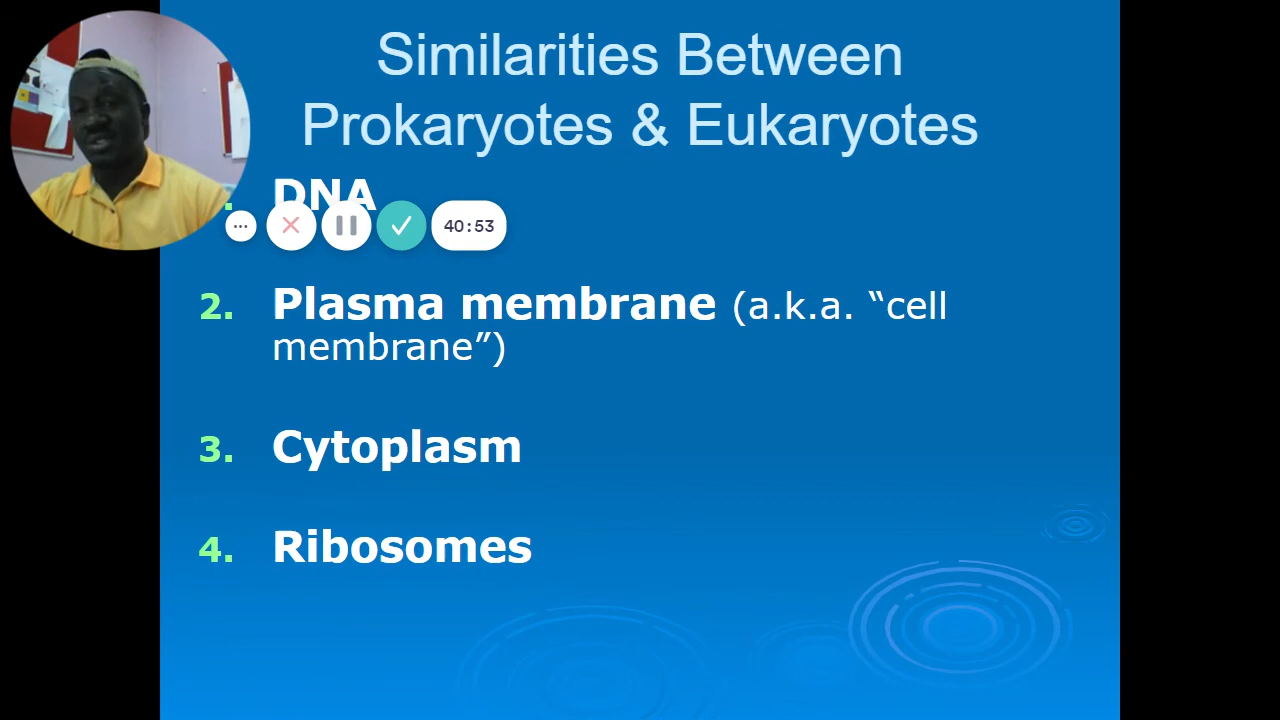 Similarities Between
Prokaryotes & Eukaryotes
. DNA
40:53
2. Plasma membrane (a.k.a. “cell
membrane”)
3. Cytoplasm
4. Ribosomes